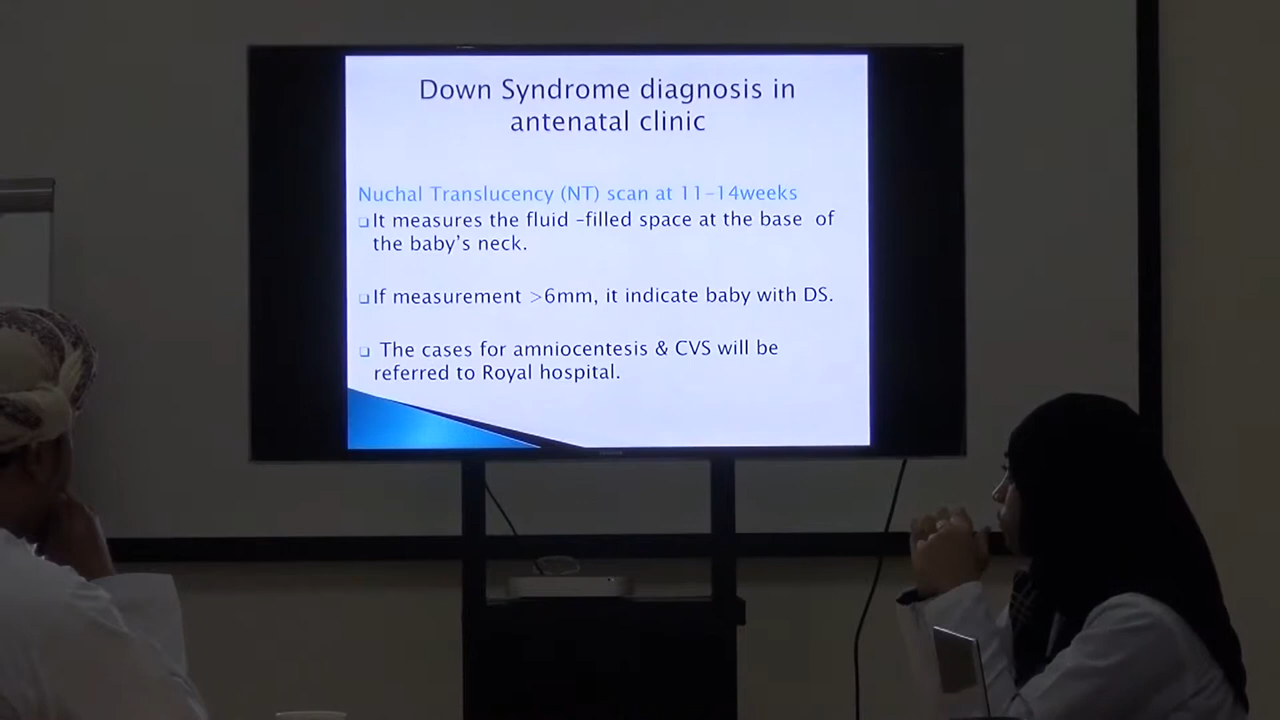 Down Syndrome diagnosis in
antenatal clinic
Nuchal Translucency (NT) scan at 11-14weeks
It measures the fluid -filled space at the base of
the baby's neck.
If measurement >6mm, it indicate baby with DS.
The cases for amniocentesis & CVS will be
referred to Royal hospital.